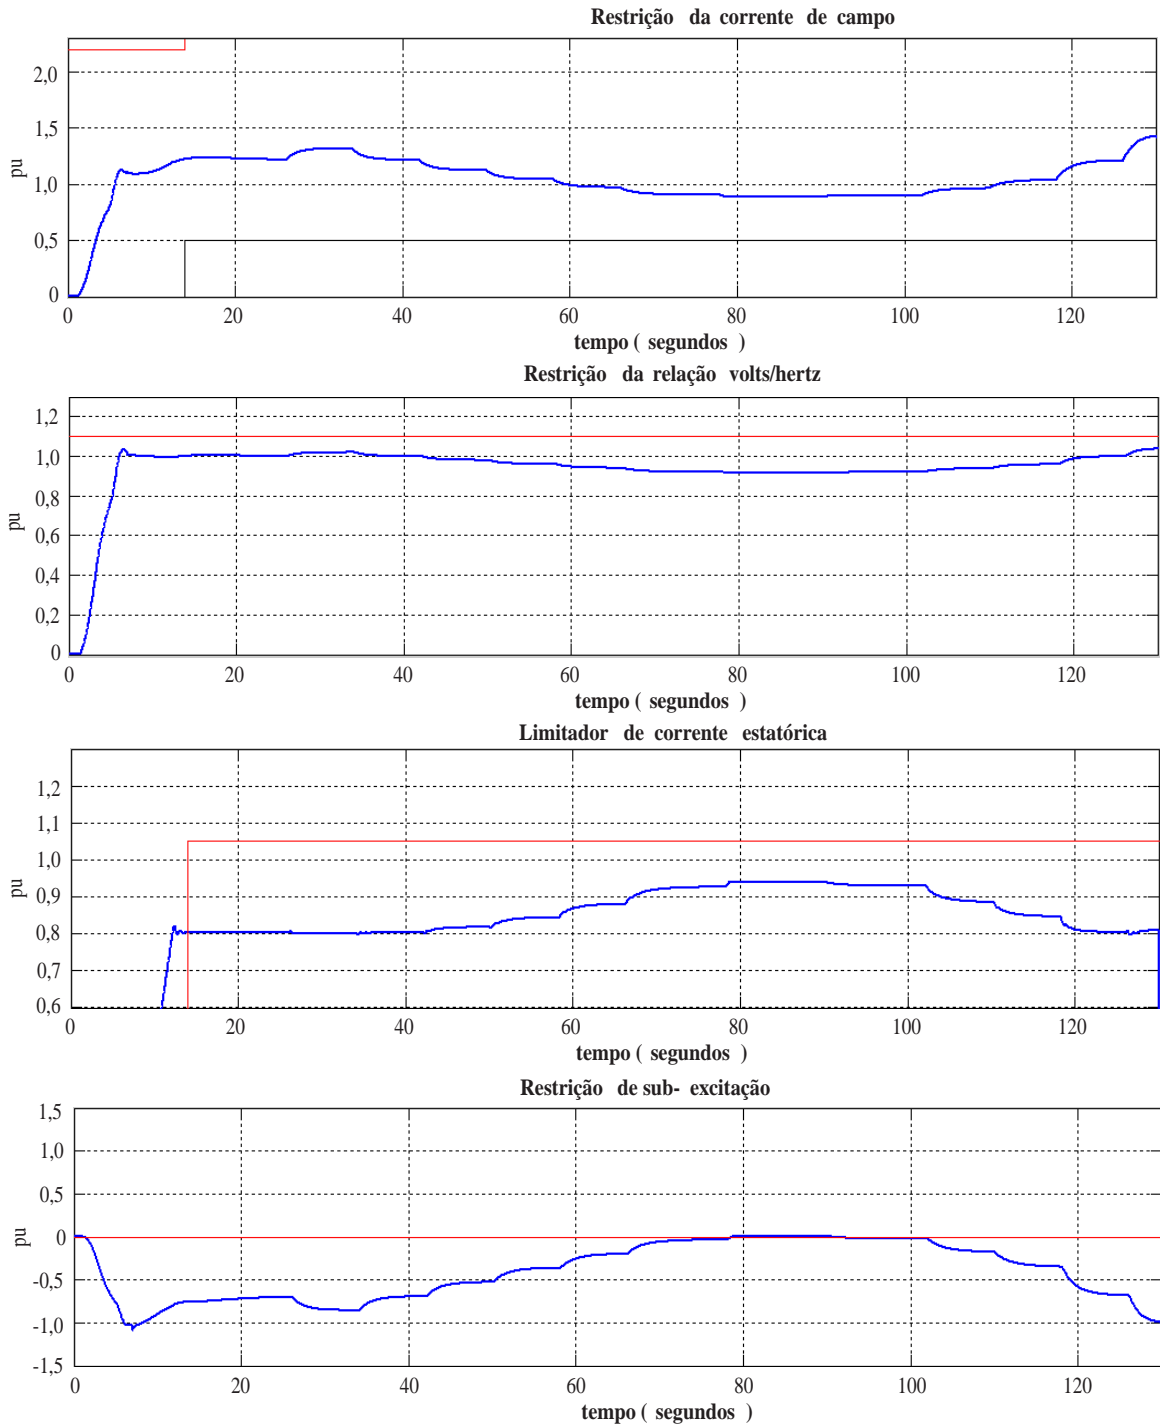 Restrição da corrente de campo
2,0
1,5
pu
1,0
0,5
0
0 20 40 60 80 100 120
tempo ( segundos )
Restrição da relação volts/hertz
1,2
1,0
0,8
pu
0,6
0,4
0,2
0
0 20 40 60 80 100 120
tempo ( segundos )
Limitador de corrente estatórica
1,2
1,1
1,0
pu
0,9
0,8
0,7
0,6
0 20 40 60 80 100 120
tempo ( segundos )
Restrição de sub- excitação
1,5
1,0
0,5
pu
0
-0,5
-1,0
-1,5
0 20 40 60 80 100 120
tempo ( segundos )